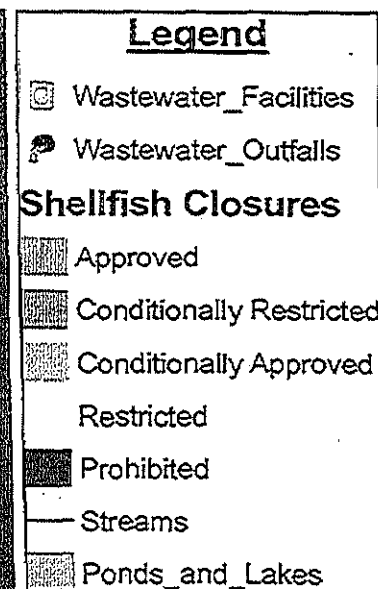 Legend
Wastewater_Facilities
Wastewater_Outfalls
Shellfish Closures
Approved
Conditionally Restricted
Conditionally Approved
Restricted
Prohibited
Streams
Ponds_and_Lakes